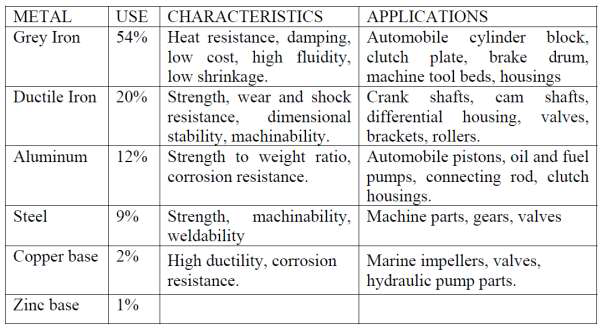 METAL USE CHARACTERISTICS APPLICATIONS
Grey Iron 54% Heat resistance, damping, Automobile cylinder block,
low cost, high fluidity, clutch plate, brake drum,
low shrinkage. machine tool beds, housings
Ductile Iron 20% Strength, wear and shock Crank shafts, cam shafts,
resistance, dimensional differential housing, valves,
stability, machinability. brackets, rollers.
Aluminum 12% Strength to weight ratio, Automobile pistons, oil and fuel
corrosion resistance. pumps, connecting rod, clutch
housings.
Steel 9% Strength, machinability, Machine parts, gears, valves
weldability
Copper base 2% High ductility, corrosion Marine impellers, valves,
resistance. hydraulic pump parts.
Zinc base 1%